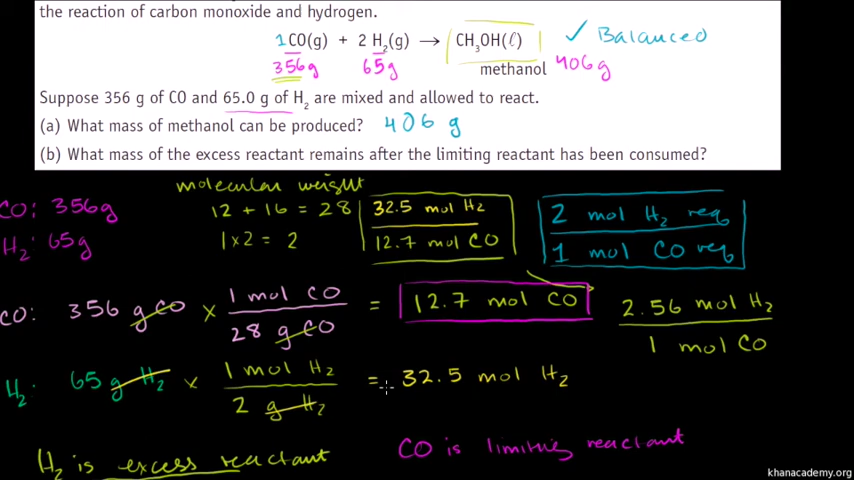 the reaction of carbon monoxide and hydrogen.
1CO(g) + 2 H₂(g) → CH₃OH(ℓ) ✓ Balanced
356g 65g methanol 406g
Suppose 356 g of CO and 65.0 g of H₂ are mixed and allowed to react.
(a) What mass of methanol can be produced? 406 g
(b) What mass of the excess reactant remains after the limiting reactant has been consumed?
molecular weight
CO: 356g 12 + 16 = 28 32.5 mol H₂ 2 mol H₂ req
H₂: 65g 1 x 2 = 2 12.7 mol CO 1 mol CO req
CO: 356 g CO x 1 mol CO = 12.7 mol CO 2.56 mol H₂
28 g CO 1 mol CO
H₂: 65 g H₂ x 1 mol H₂ = 32.5 mol H₂
2 g H₂
H₂ is excess reactant CO is limiting reactant
khanacademy.org